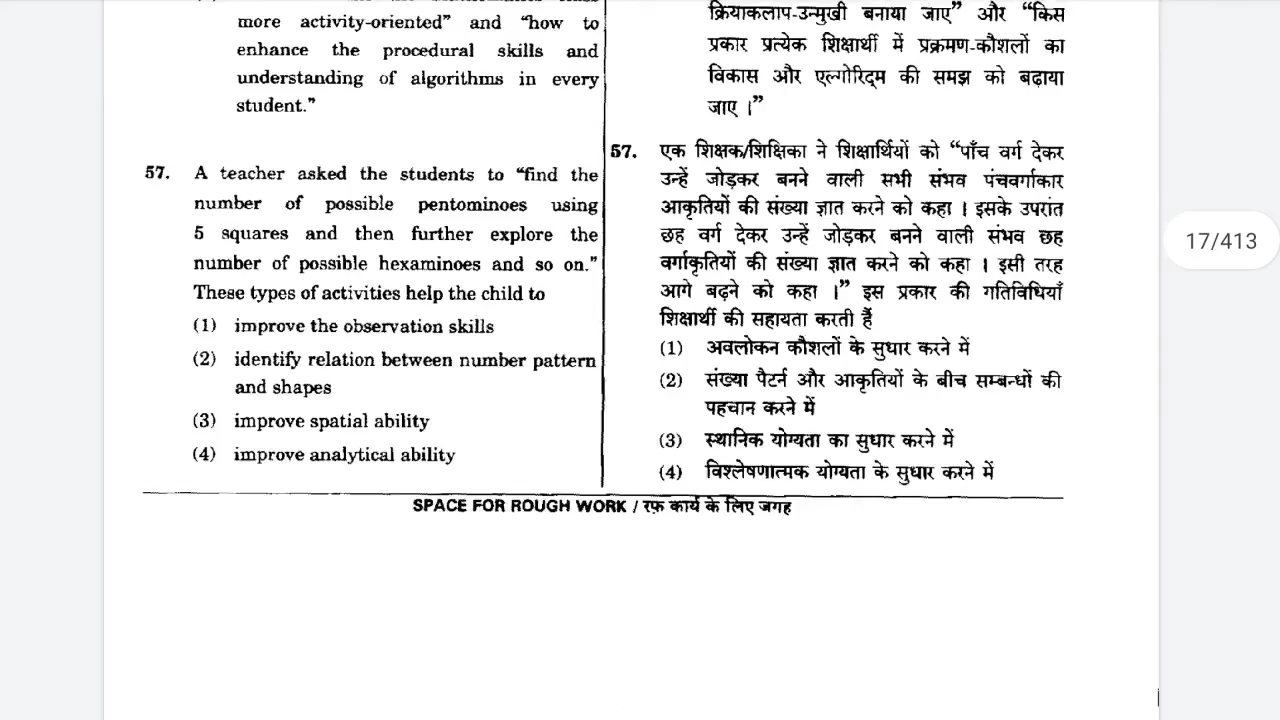 more activity-oriented" and "how to
enhance the procedural skills and
understanding of algorithms in every
student."
57. A teacher asked the students to "find the
number of possible pentominoes using
5 squares and then further explore the
number of possible hexaminoes and so on."
These types of activities help the child to
(1) improve the observation skills
(2) identify relation between number pattern
and shapes
(3) improve spatial ability
(4) improve analytical ability
क्रियाकलाप-उन्मुखी बनाया जाए" और "किस
प्रकार प्रत्येक शिक्षार्थी में प्रक्रमण-कौशलों का
विकास और एल्गोरिद्म की समझ को बढ़ाया
जाए ।"
57. एक शिक्षक/शिक्षिका ने शिक्षार्थियों को "पाँच वर्ग देकर
उन्हें जोड़कर बनने वाली सभी संभव पंचवर्गाकार
आकृतियों की संख्या ज्ञात करने को कहा । इसके उपरांत
छह वर्ग देकर उन्हें जोड़कर बनने वाली संभव छह
वर्गाकृतियों की संख्या ज्ञात करने को कहा । इसी तरह
आगे बढ़ने को कहा ।" इस प्रकार की गतिविधियाँ
शिक्षार्थी की सहायता करती हैं
(1) अवलोकन कौशलों के सुधार करने में
(2) संख्या पैटर्न और आकृतियों के बीच सम्बन्धों की
पहचान करने में
(3) स्थानिक योग्यता का सुधार करने में
(4) विश्लेषणात्मक योग्यता के सुधार करने में
SPACE FOR ROUGH WORK / रफ़ कार्य के लिए जगह
17/413